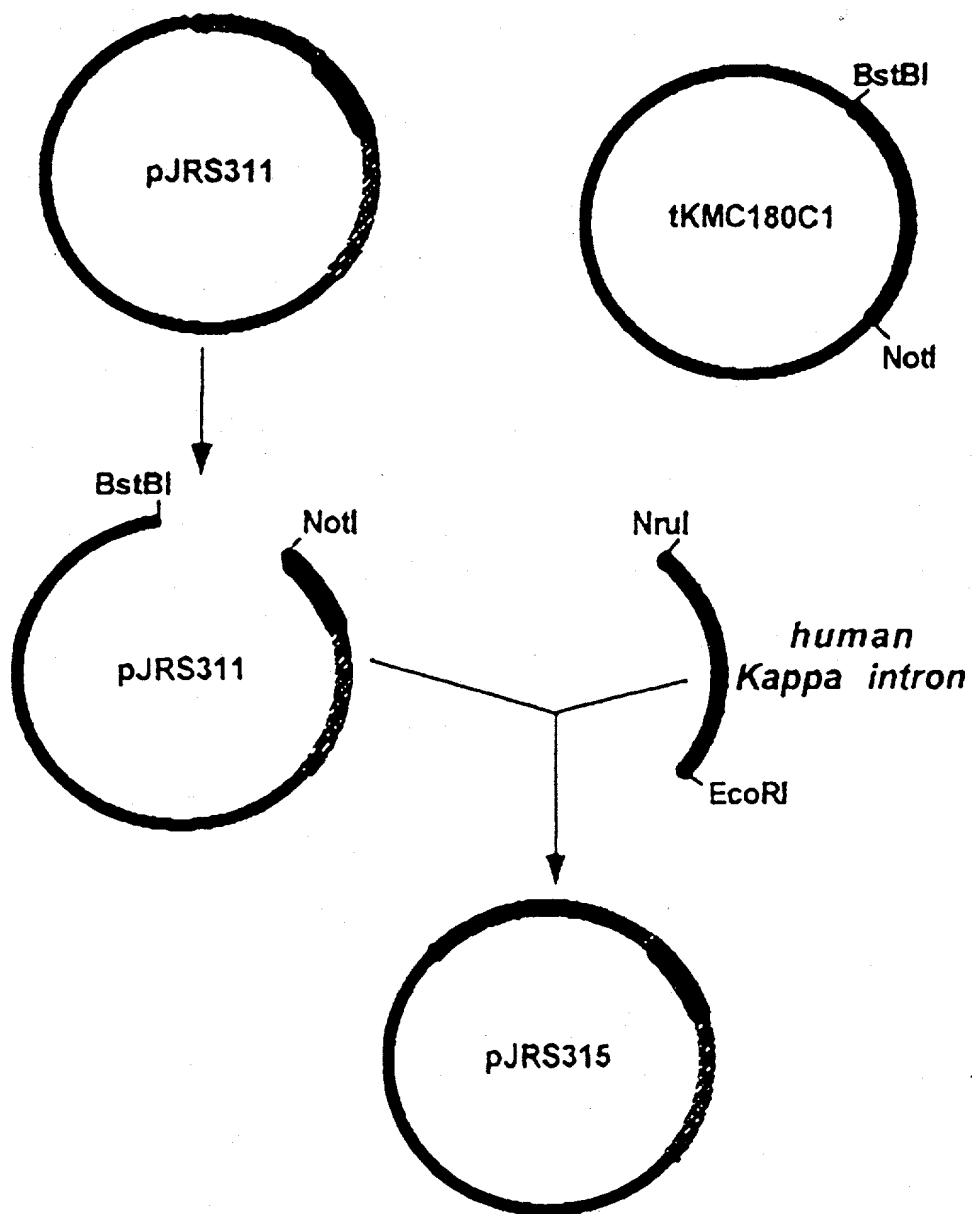 BstBI
pJRS311
tKMC180C1
NotI
BstBI
NotI
NruI
human
Kappa intron
pJRS311
EcoRI
pJRS315